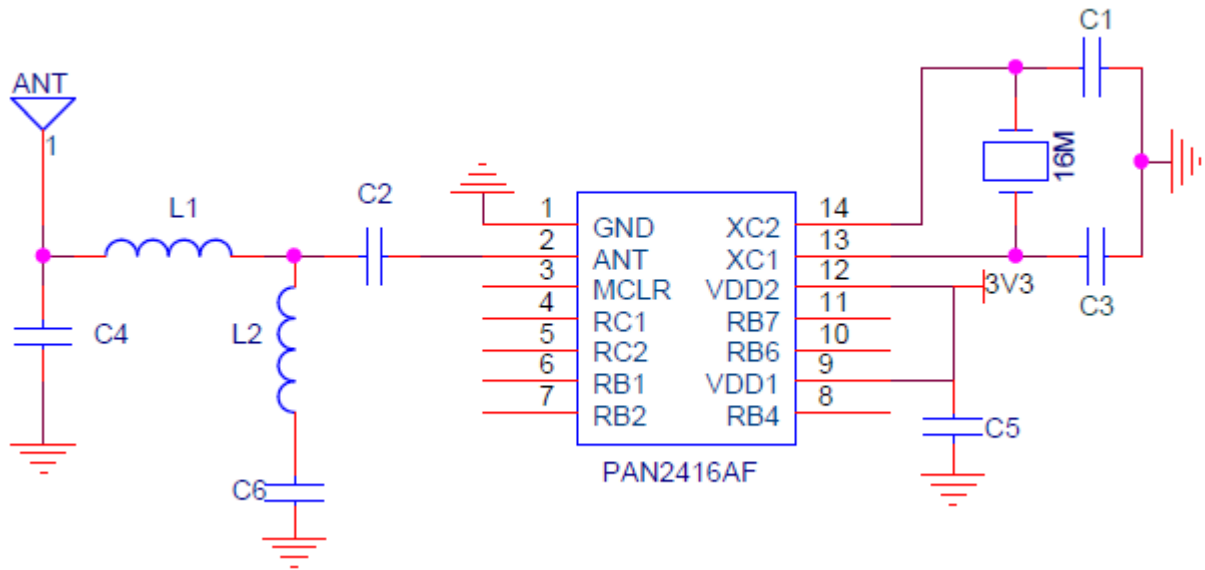 C1
ANT
1
16M
L1
C2
1 GND XC2 14
2 ANT XC1 13
3 MCLR VDD2 12
3V3
C3
4 RC1 RB7 11
5 RC2 RB6 10
6 RB1 VDD1 9
7 RB2 RB4 8
C4
L2
C5
PAN2416AF
C6